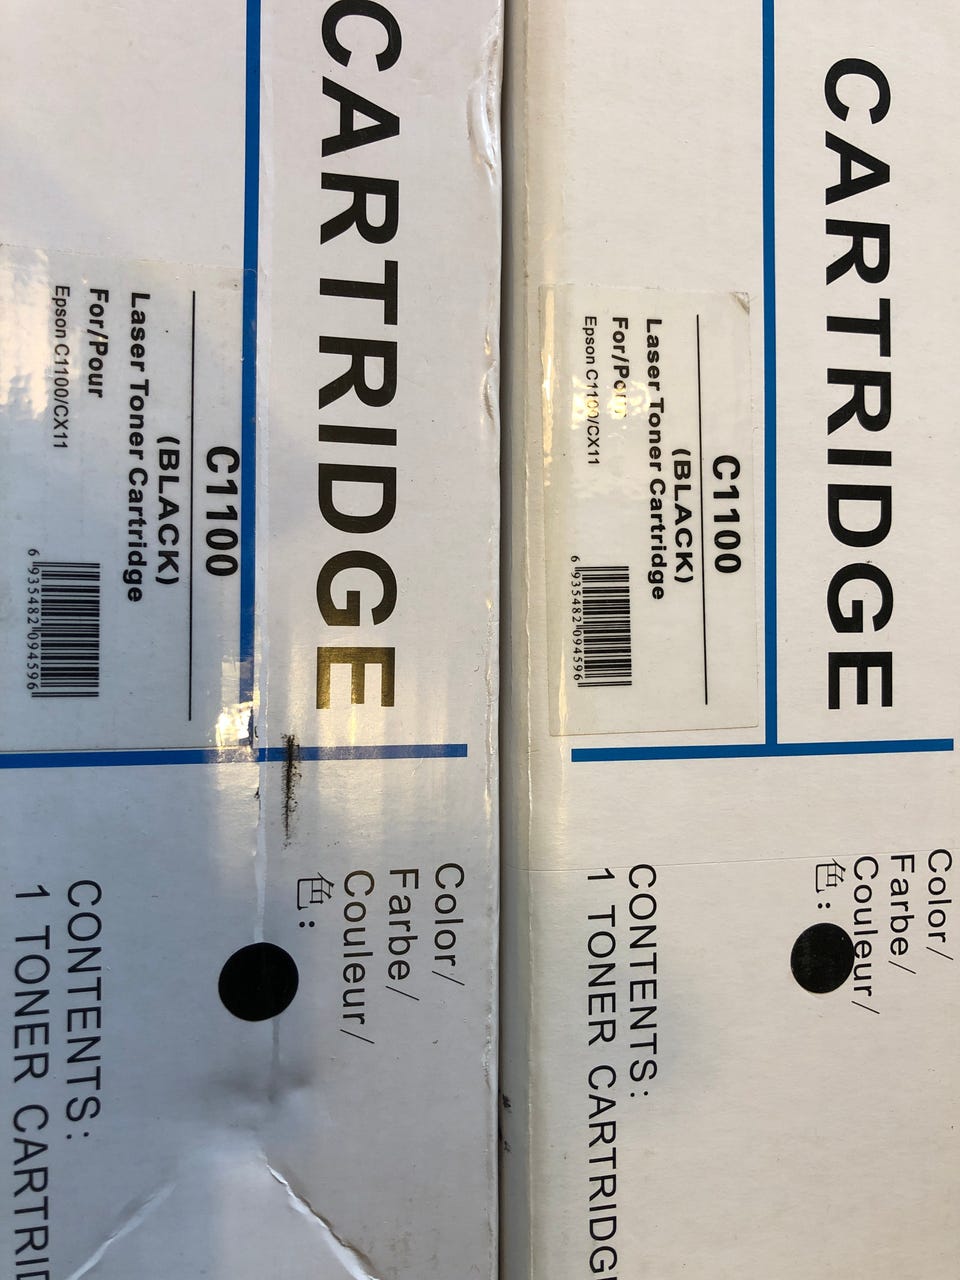 CARTRIDGE
C1100
(BLACK)
Laser Toner Cartridge
For/Pour
Epson C1100/CX11
6 935482 094596
Color/
Farbe/
Couleur/
色:
CONTENTS:
1 TONER CARTRIDG
CARTRIDGE
C1100
(BLACK)
Laser Toner Cartridge
For/Pour
Epson C1100/CX11
6 935482 094596
Color/
Farbe/
Couleur/
色:
CONTENTS:
1 TONER CARTRID